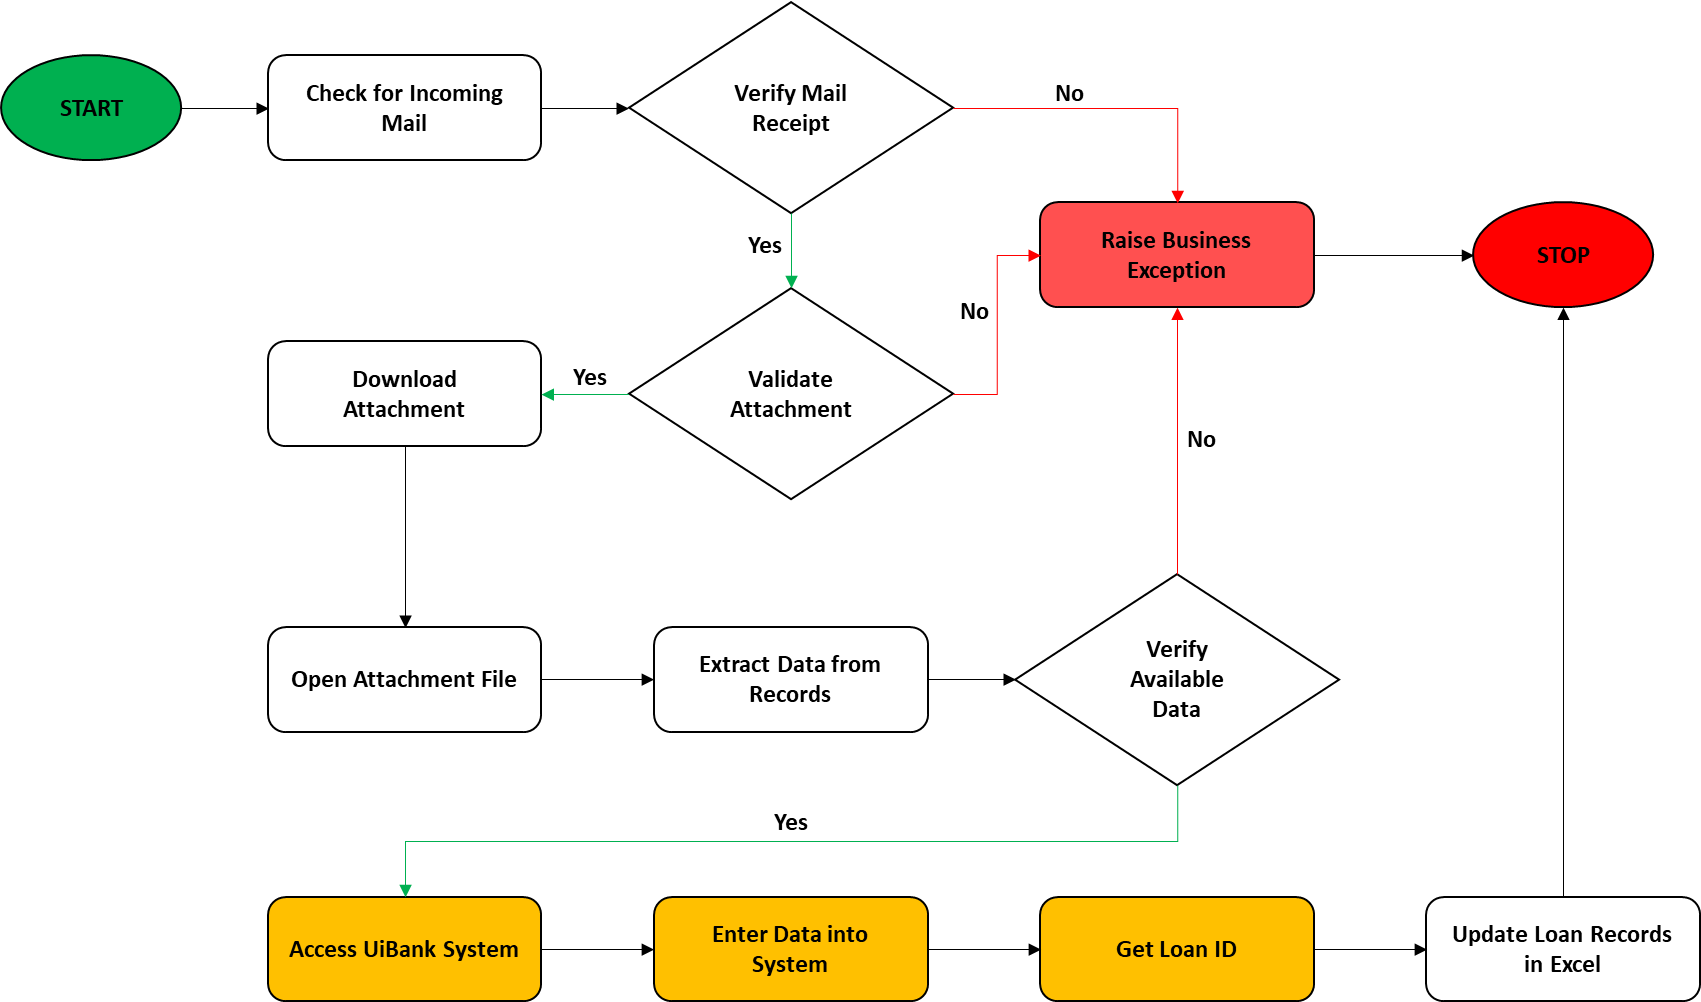 START
Check for Incoming
Mail
Verify Mail
Receipt
No
Yes
Raise Business
Exception
STOP
No
Download
Attachment
Yes
Validate
Attachment
No
Open Attachment File
Extract Data from
Records
Verify
Available
Data
Yes
Access UiBank System
Enter Data into
System
Get Loan ID
Update Loan Records
in Excel